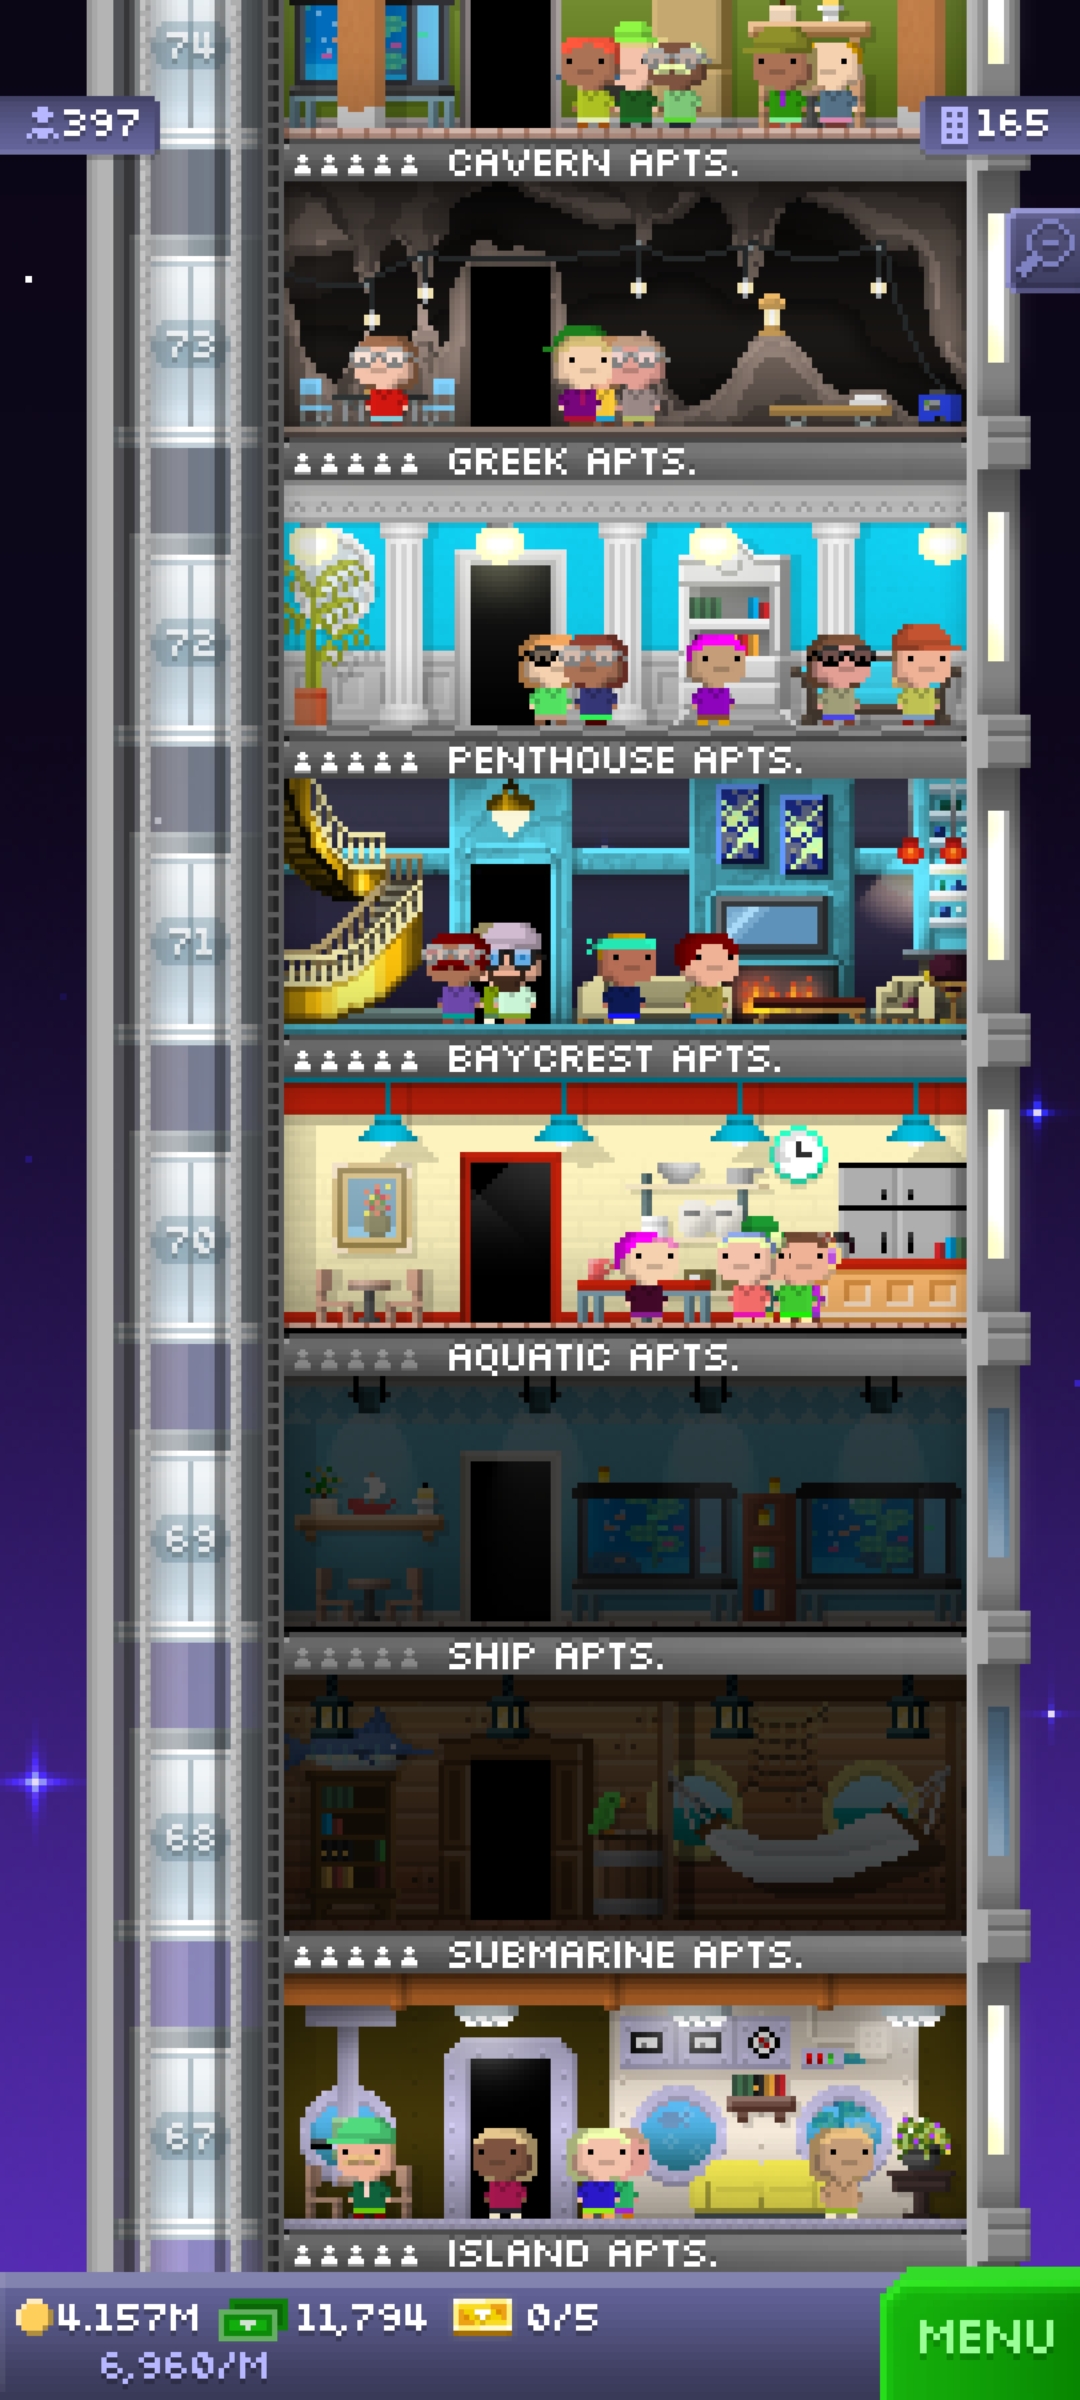 74
397
165
CAVERN APTS.
73
GREEK APTS.
72
PENTHOUSE APTS.
71
BAYCREST APTS.
70
AQUATIC APTS.
69
SHIP APTS.
68
SUBMARINE APTS.
67
ISLAND APTS.
4.157M 11,794 0/5
6,960/M
MENU